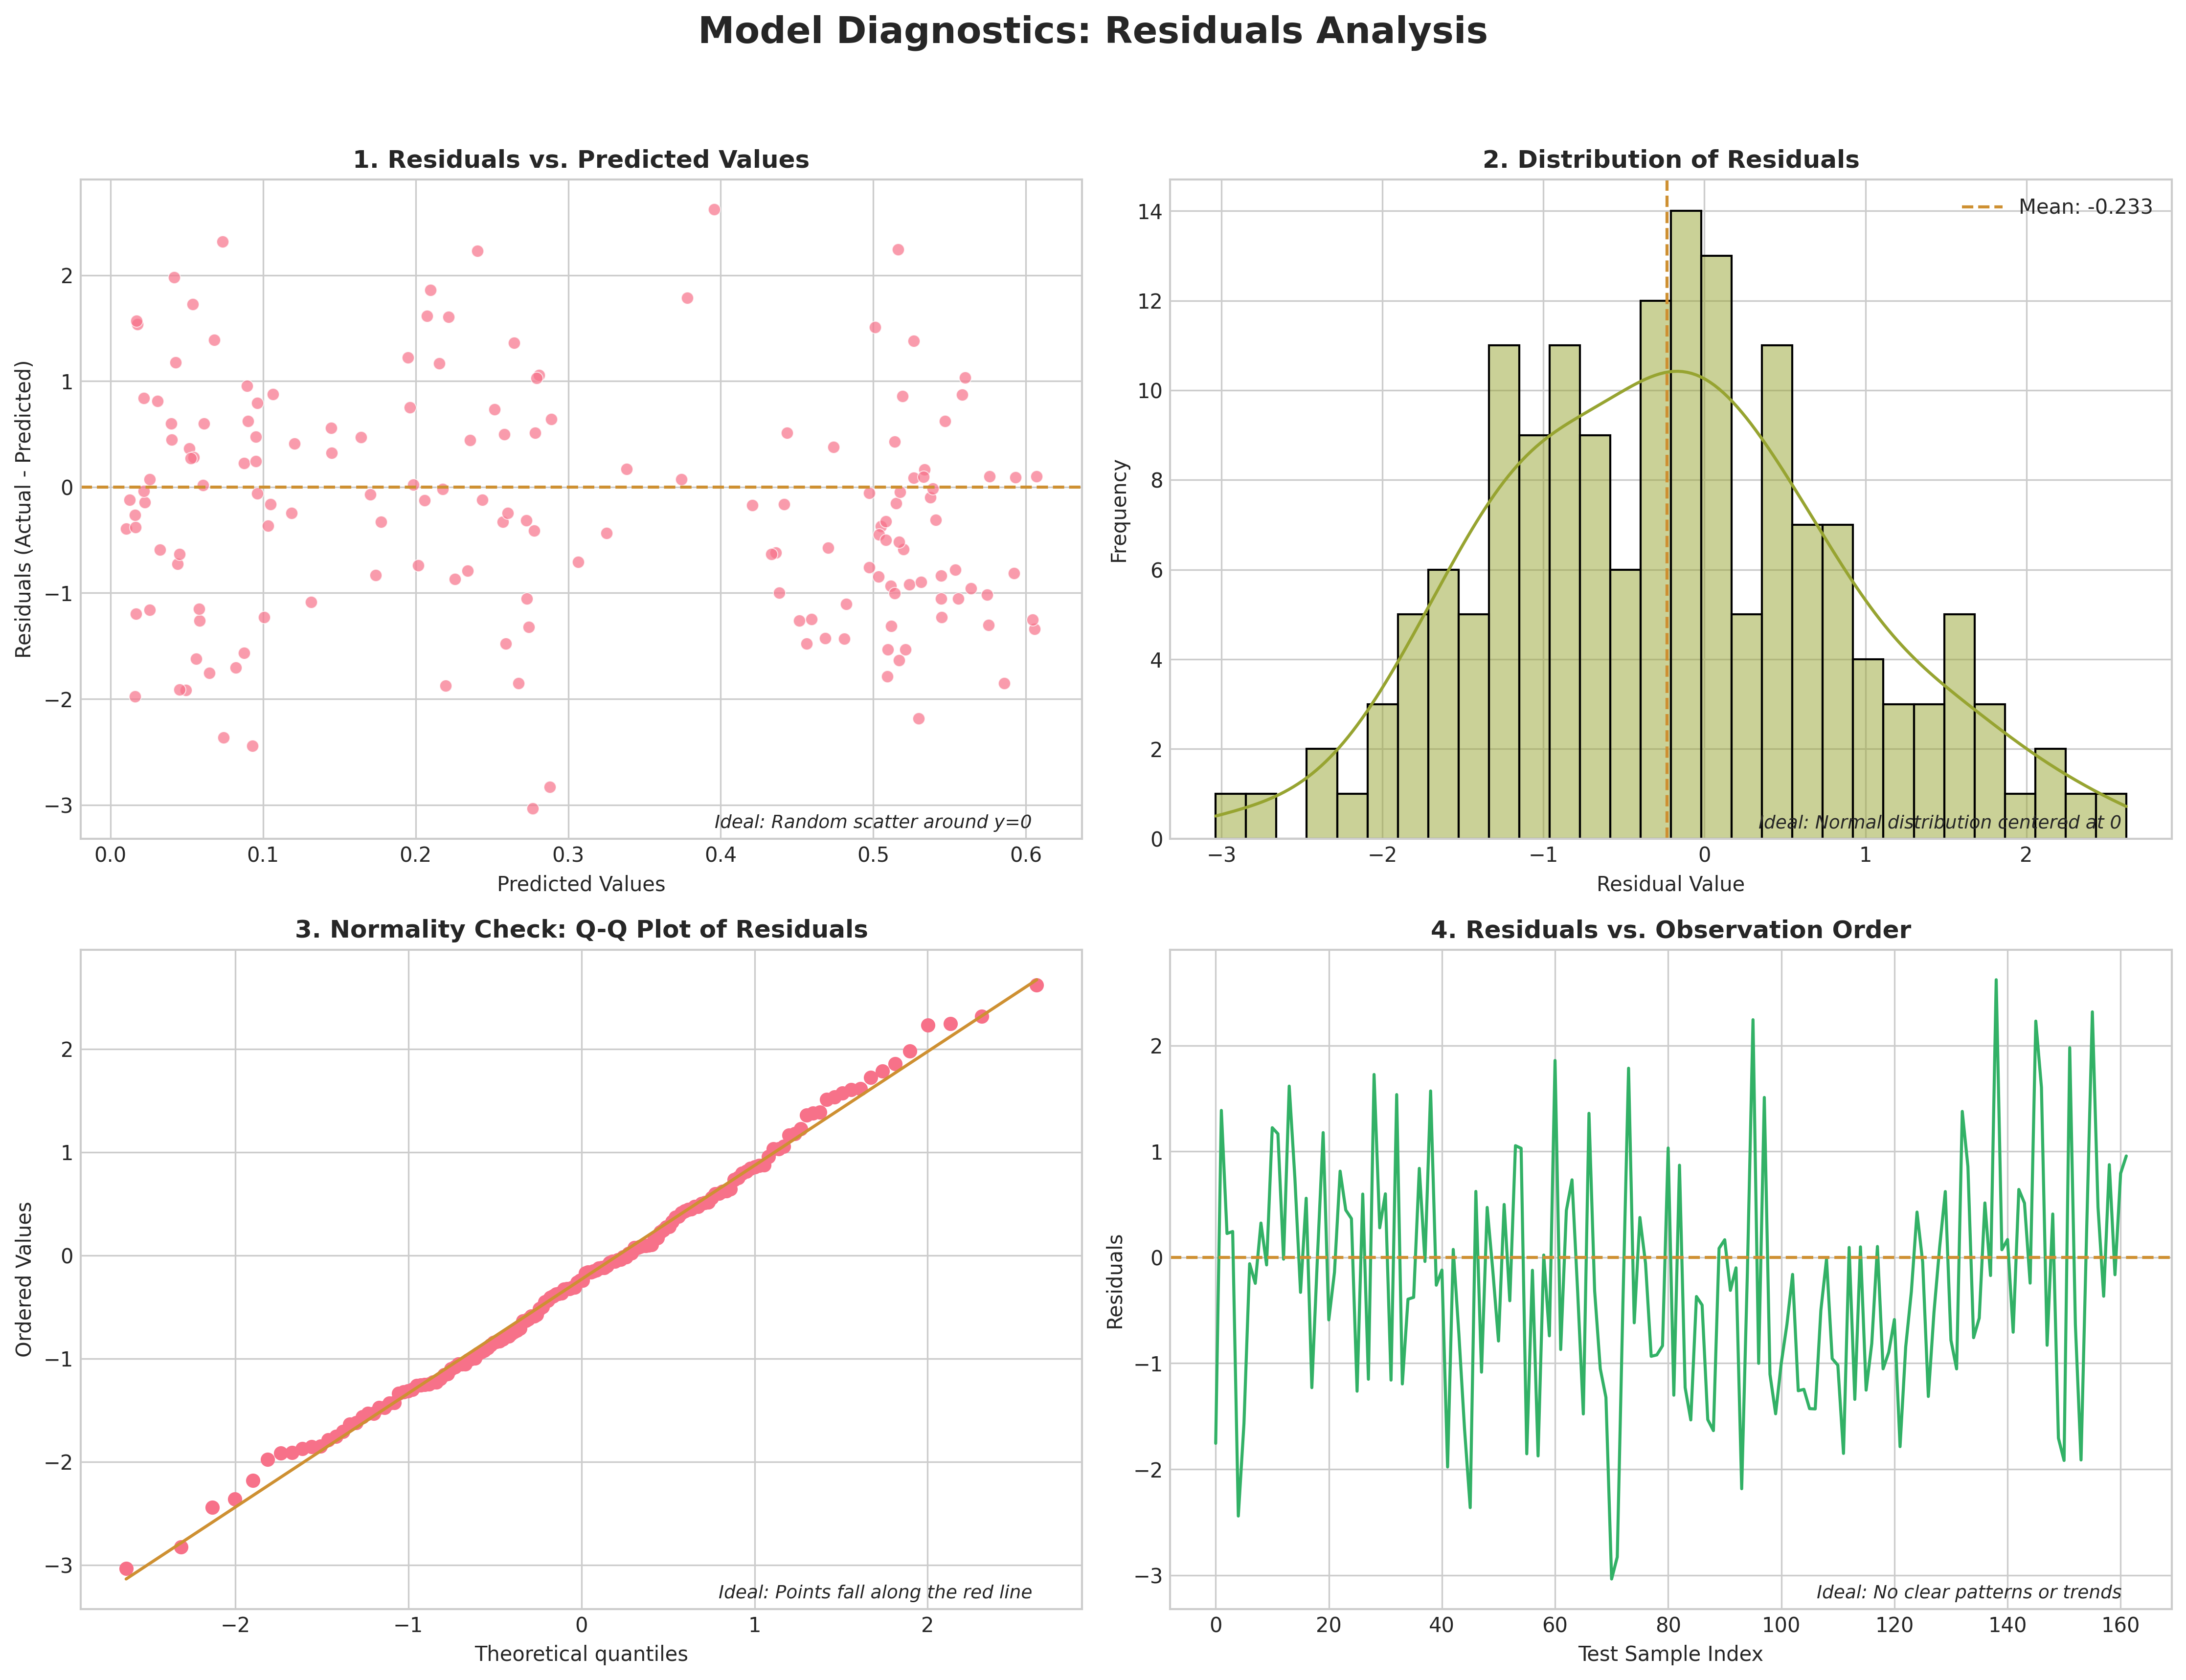 Model Diagnostics: Residuals Analysis
1. Residuals vs. Predicted Values
Residuals (Actual - Predicted)
2
1
0
−1
−2
−3
Ideal: Random scatter around y=0
0.0 0.1 0.2 0.3 0.4 0.5 0.6
Predicted Values
2. Distribution of Residuals
Mean: -0.233
Frequency
14
12
10
8
6
4
2
0
Ideal: Normal distribution centered at 0
−3 −2 −1 0 1 2
Residual Value
3. Normality Check: Q-Q Plot of Residuals
Ordered Values
2
1
0
−1
−2
−3
Ideal: Points fall along the red line
−2 −1 0 1 2
Theoretical quantiles
4. Residuals vs. Observation Order
Residuals
2
1
0
−1
−2
−3
Ideal: No clear patterns or trends
0 20 40 60 80 100 120 140 160
Test Sample Index